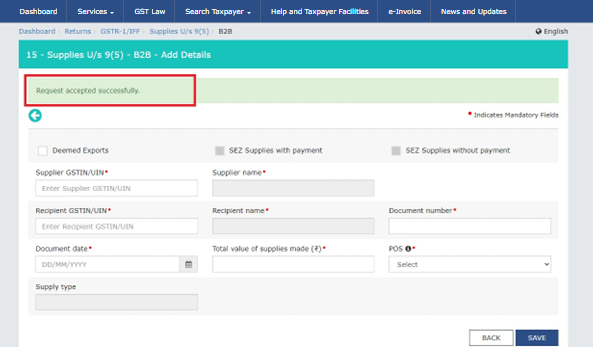 Dashboard Services GST Law Search Taxpayer Help and Taxpayer Facilities e-Invoice News and Updates
Dashboard › Returns › GSTR-1/IFF › Supplies U/s 9(5) › B2B English
15 - Supplies U/s 9(5) - B2B - Add Details
Request accepted successfully.
• Indicates Mandatory Fields
Deemed Exports SEZ Supplies with payment SEZ Supplies without payment
Supplier GSTIN/UIN• Supplier name•
Enter Supplier GSTIN/UIN
Recipient GSTIN/UIN• Recipient name• Document number•
Enter Recipient GSTIN/UIN
Document date• Total value of supplies made (₹)• POS •
DD/MM/YYYY Select
Supply type
BACK SAVE